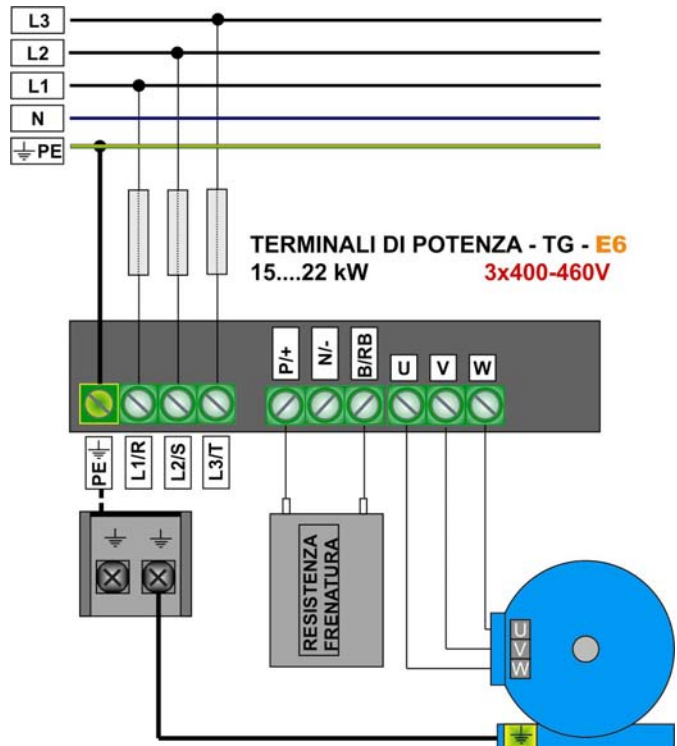 L3
L2
L1
N
⏚ PE
TERMINALI DI POTENZA - TG - E6
15....22 kW 3x400-460V
P/+
N/-
B/RB
U
V
W
PE⏚
L1/R
L2/S
L3/T
RESISTENZA
FRENATURA
U
V
W